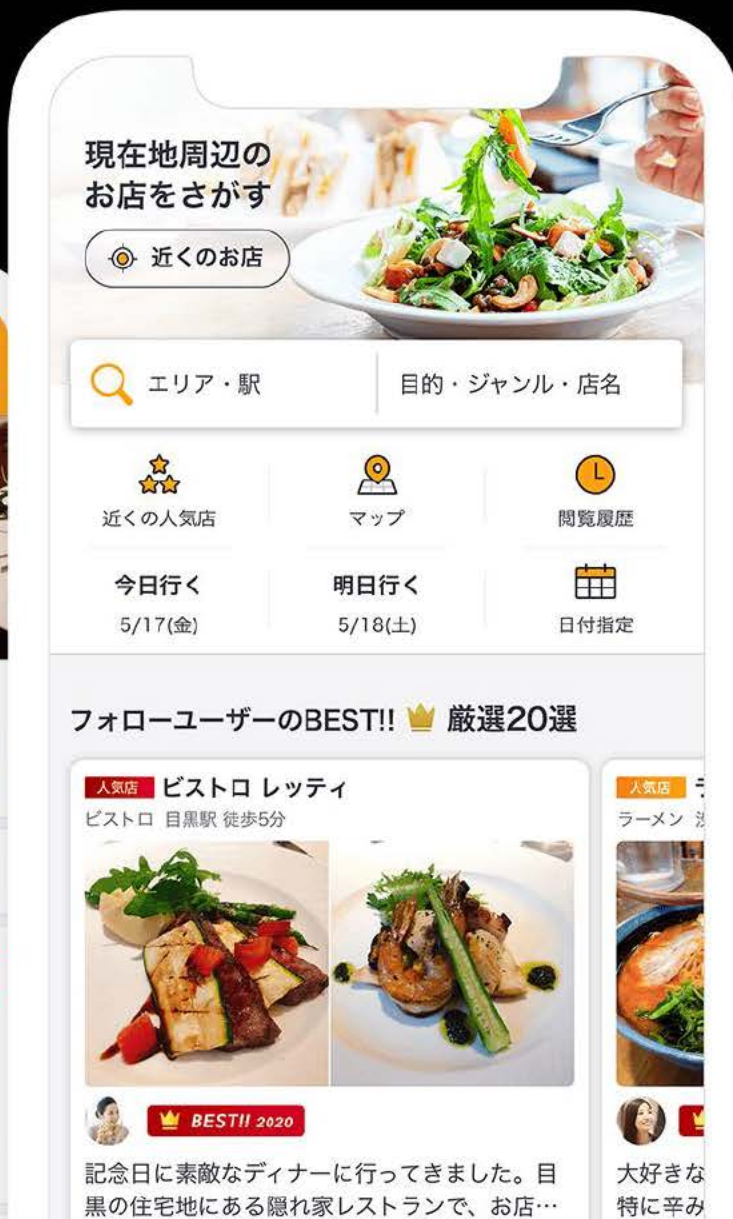 現在地周辺の
お店をさがす
近くのお店
エリア・駅
目的・ジャンル・店名
近くの人気店
マップ
閲覧履歴
今日行く
5/17(金)
明日行く
5/18(土)
日付指定
フォローユーザーのBEST!! 厳選20選
人気店 ビストロ レッティ
ビストロ 目黒駅 徒歩5分
BEST!! 2020
記念日に素敵なディナーに行ってきました。目
黒の住宅地にある隠れ家レストランで、お店…
人気店
ラーメン
大好きな
特に辛み